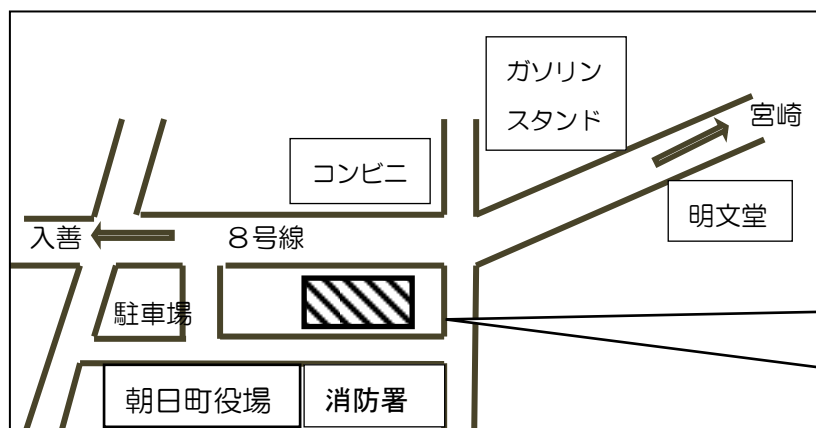 ガソリン
スタンド
宮崎
コンビニ
明文堂
入善
８号線
駐車場
朝日町役場
消防署